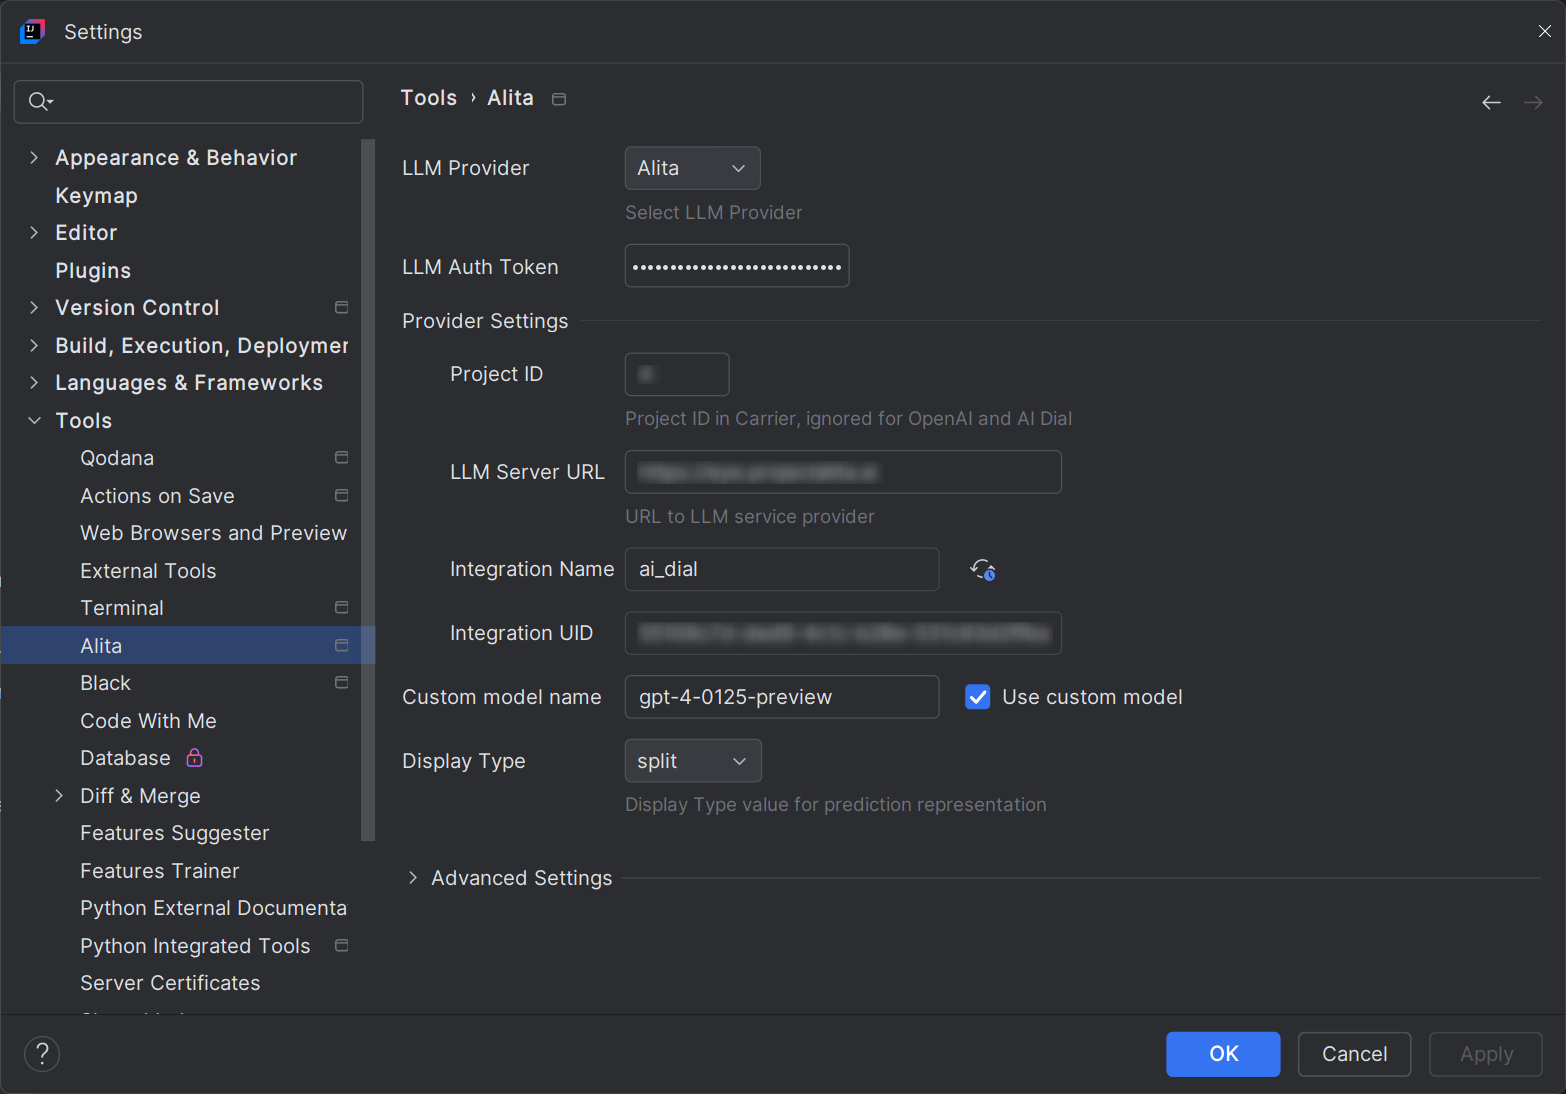 Settings
Tools › Alita
Appearance & Behavior
Keymap
Editor
Plugins
Version Control
Build, Execution, Deploymer
Languages & Frameworks
Tools
Qodana
Actions on Save
Web Browsers and Preview
External Tools
Terminal
Alita
Black
Code With Me
Database
Diff & Merge
Features Suggester
Features Trainer
Python External Documenta
Python Integrated Tools
Server Certificates
LLM Provider Alita
Select LLM Provider
LLM Auth Token
Provider Settings
Project ID
Project ID in Carrier, ignored for OpenAI and AI Dial
LLM Server URL
URL to LLM service provider
Integration Name ai_dial
Integration UID
Custom model name gpt-4-0125-preview Use custom model
Display Type split
Display Type value for prediction representation
Advanced Settings
? OK Cancel Apply